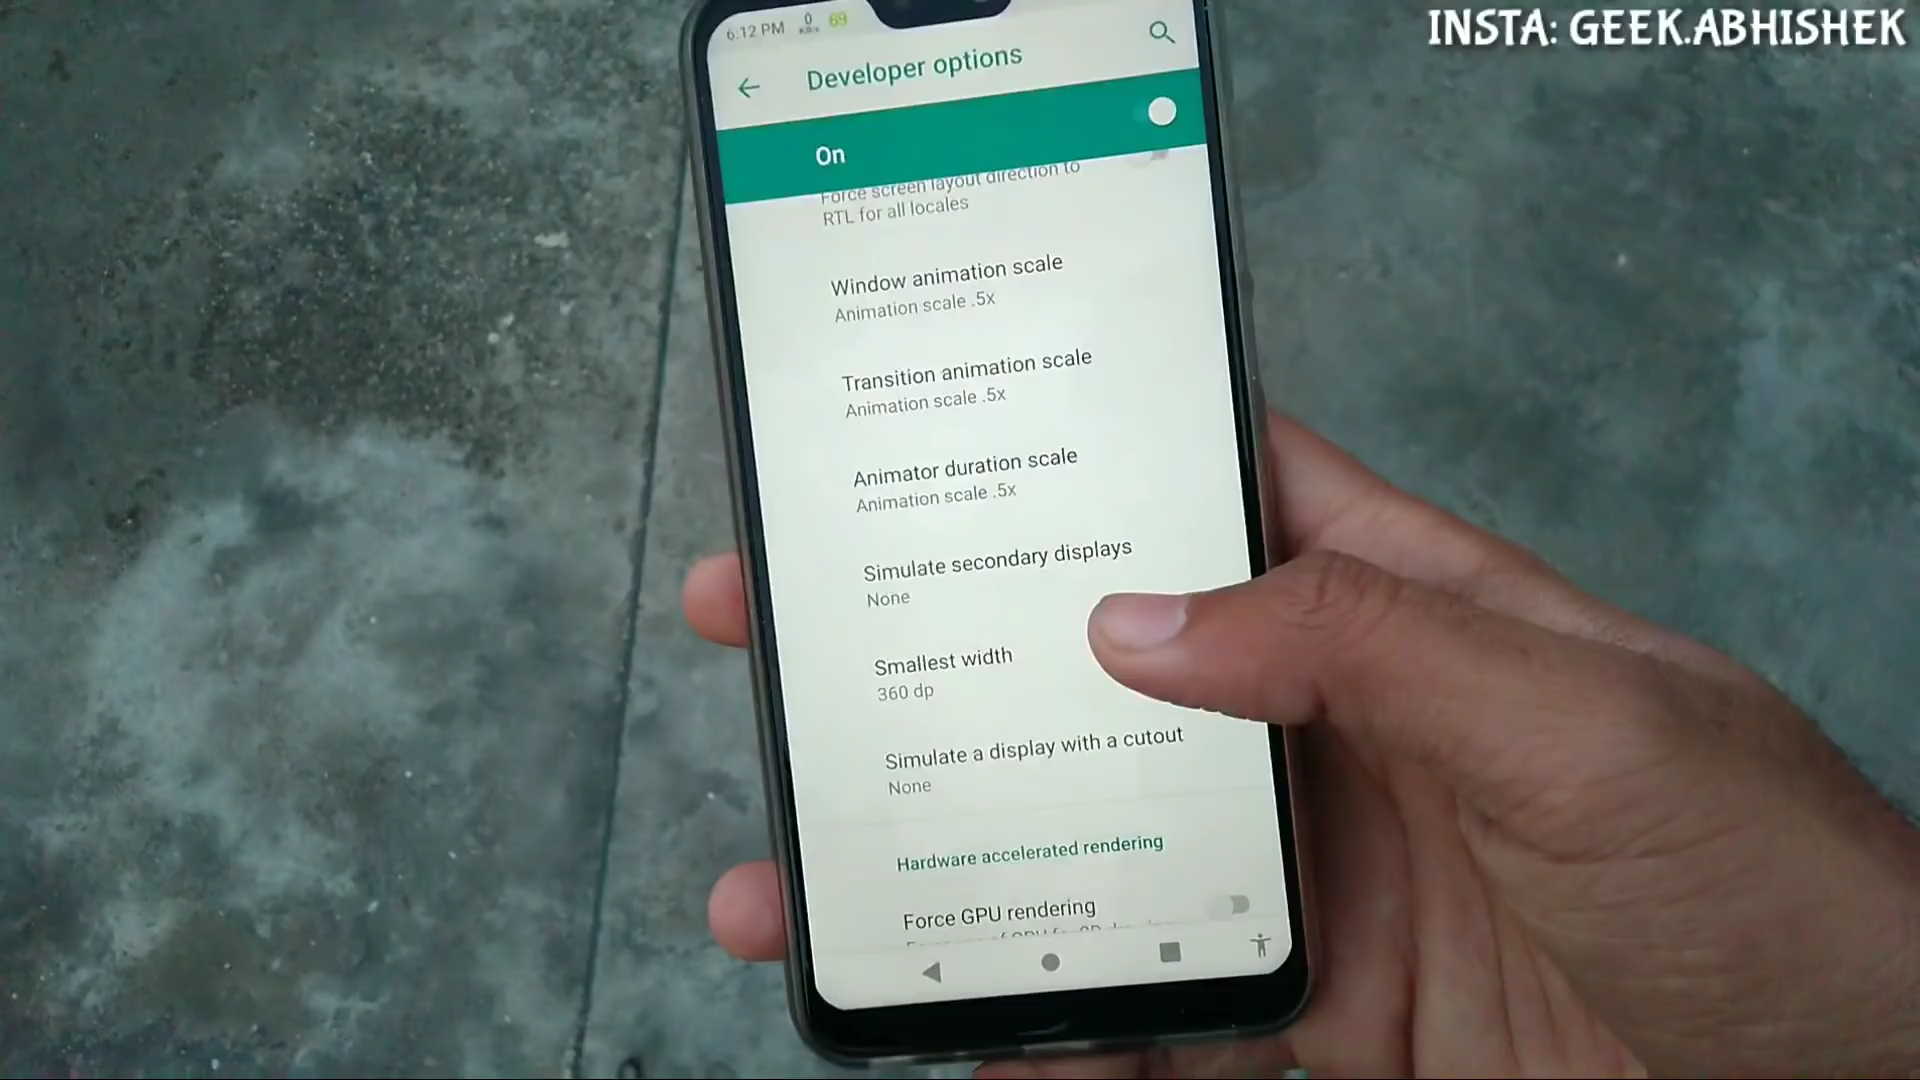 INSTA: GEEK.ABHISHEK
6:12 PM 0 69
Developer options
On
Force screen layout direction to
RTL for all locales
Window animation scale
Animation scale .5x
Transition animation scale
Animation scale .5x
Animator duration scale
Animation scale .5x
Simulate secondary displays
None
Smallest width
360 dp
Simulate a display with a cutout
None
Hardware accelerated rendering
Force GPU rendering